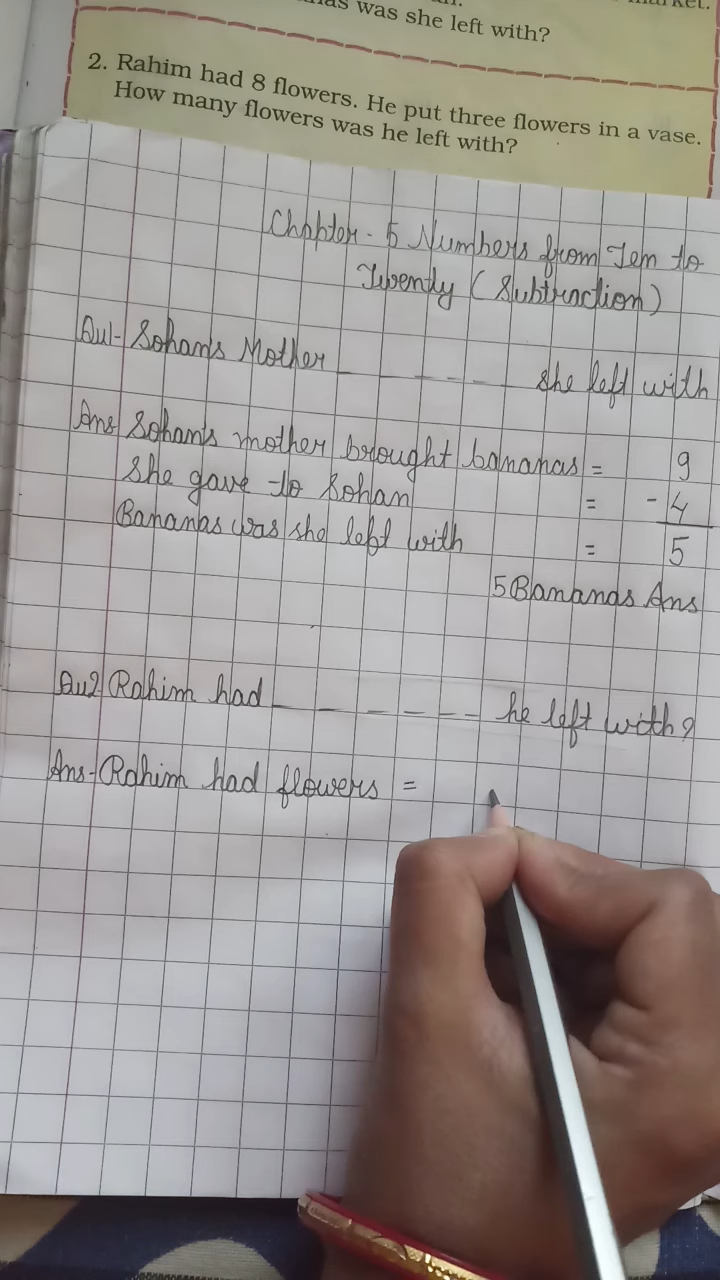 was she left with?
2. Rahim had 8 flowers. He put three flowers in a vase.
How many flowers was he left with?
Chapter - 5 Numbers from Ten to
Twenty (Subtraction)
Qu1- Sohan's Mother _ _ _ _ _ she left with
Ans Sohan's mother brought bananas = 9
She gave to Sohan = - 4
Bananas was she left with = 5
5 Bananas Ans
Qu2 Rahim had _ _ _ _ _ _ he left with?
Ans- Rahim had flowers =